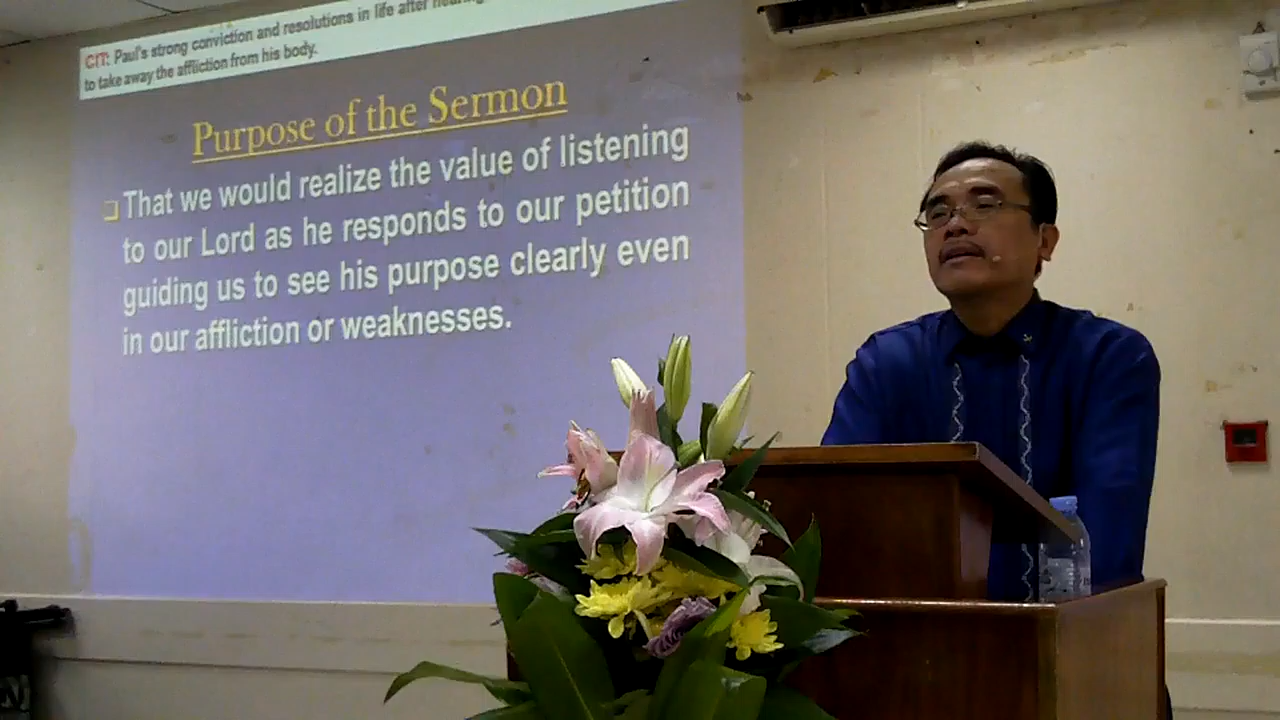 CIT: Paul's strong conviction and resolutions in life after hearing
to take away the affliction from his body.
Purpose of the Sermon
That we would realize the value of listening
to our Lord as he responds to our petition
guiding us to see his purpose clearly even
in our affliction or weaknesses.